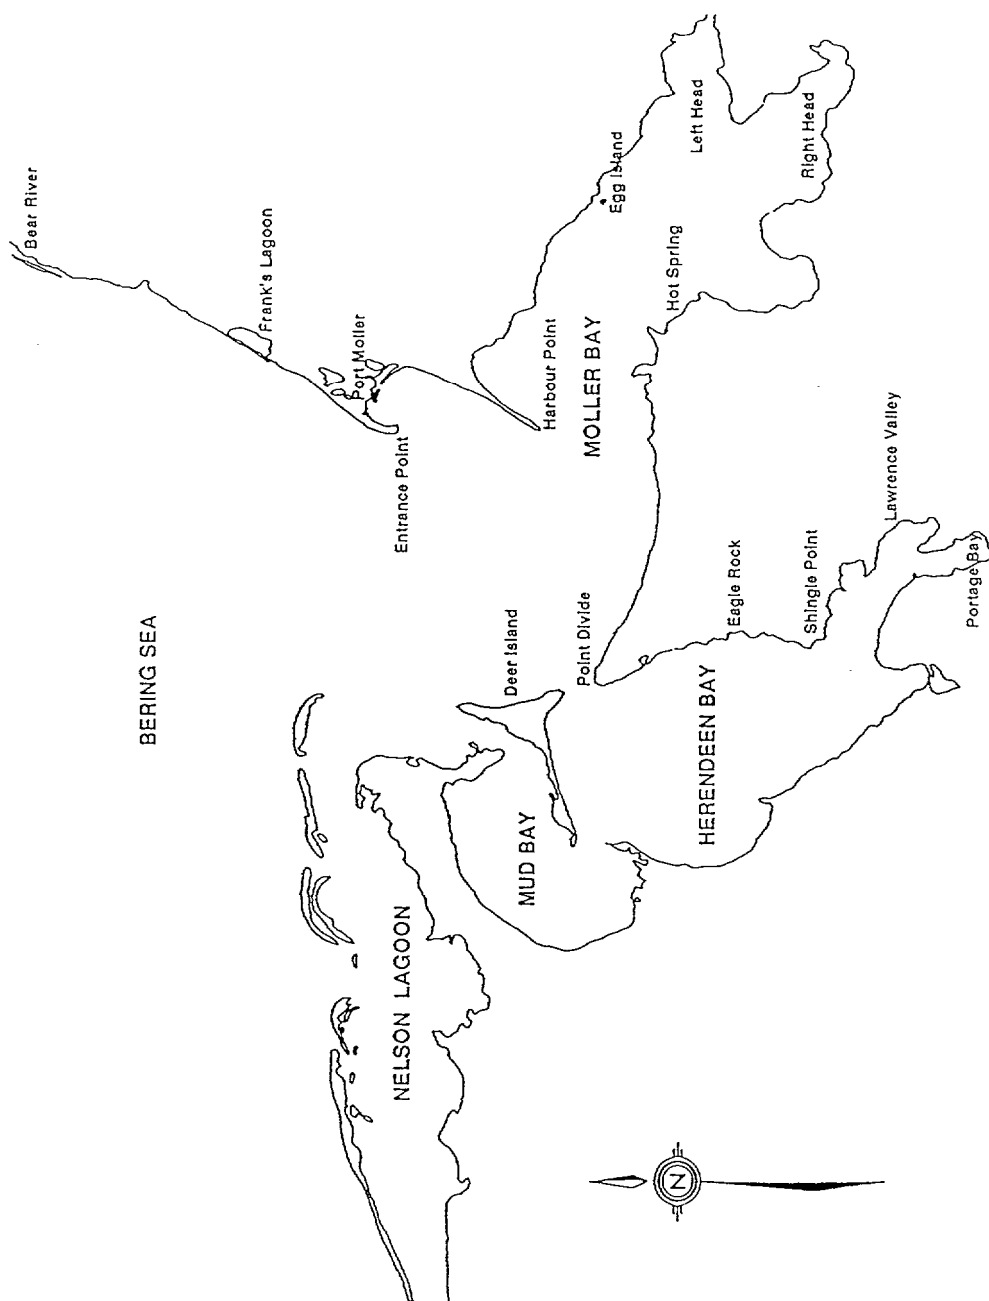 Bear River
Frank's Lagoon
Port Moller
Entrance Point
Harbour Point
MOLLER BAY
Egg Island
Left Head
Right Head
Hot Spring
BERING SEA
Deer Island
Point Divide
Eagle Rock
Shingle Point
Lawrence Valley
Portage Bay
HERENDEEN BAY
MUD BAY
NELSON LAGOON
N